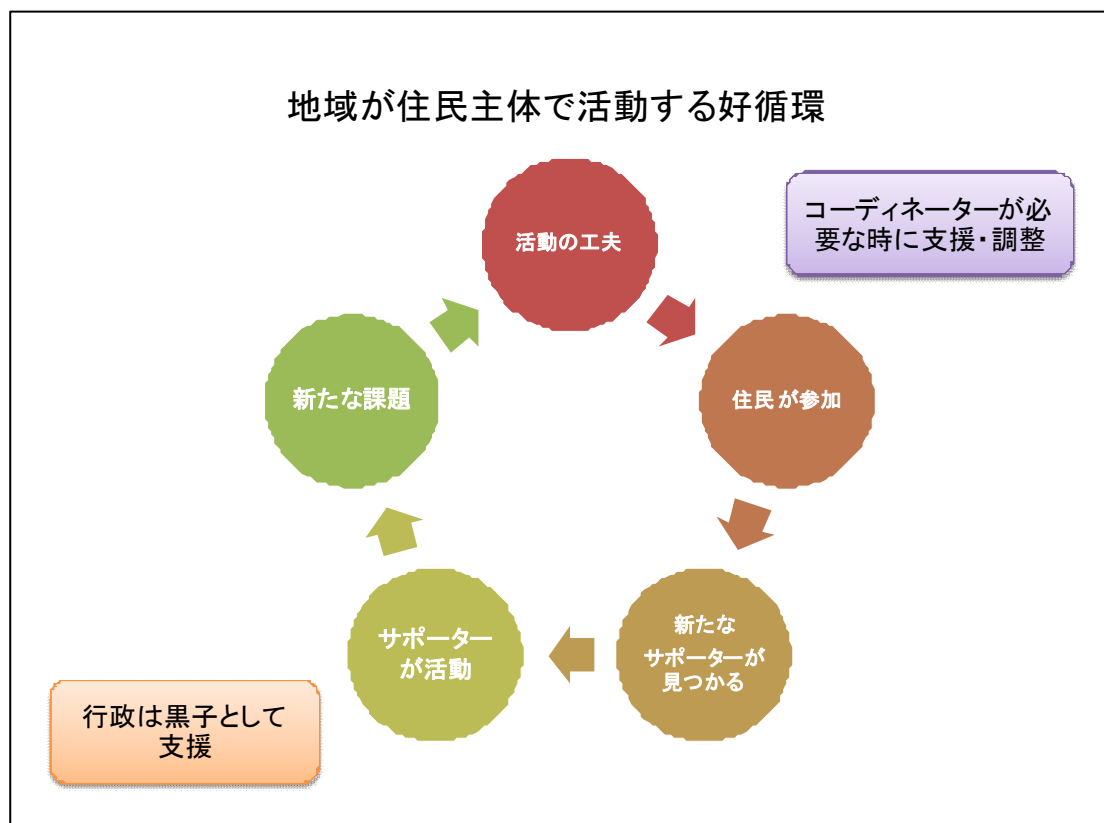 地域が住民主体で活動する好循環
活動の工夫
コーディネーターが必
要な時に支援・調整
住民が参加
新たな
サポーターが
見つかる
サポーター
が活動
新たな課題
行政は黒子として
支援